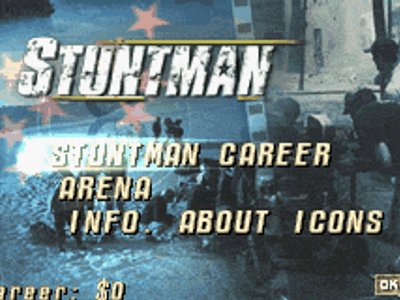 STUNTMAN
STUNTMAN CAREER
ARENA
INFO. ABOUT ICONS
areer: $0
OK